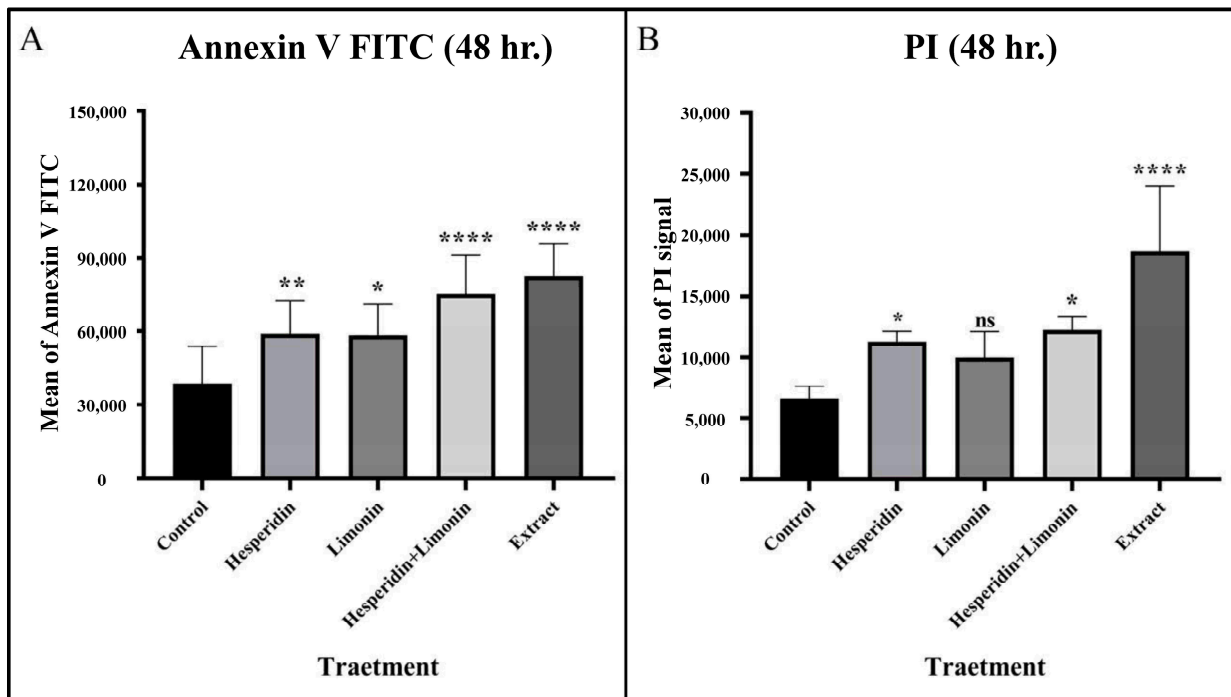 A
Annexin V FITC (48 hr.)
Mean of Annexin V FITC
150,000
120,000
90,000
60,000
30,000
0
**
*
****
****
Control
Hesperidin
Limonin
Hesperidin+Limonin
Extract
Traetment
B
PI (48 hr.)
Mean of PI signal
30,000
25,000
20,000
15,000
10,000
5,000
0
*
ns
*
****
Control
Hesperidin
Limonin
Hesperidin+Limonin
Extract
Traetment